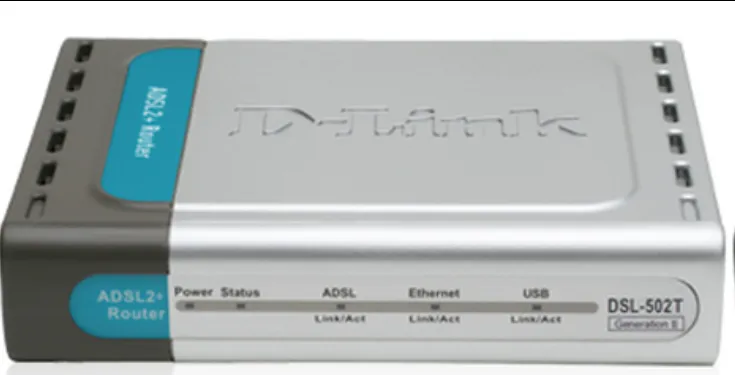 ADSL2+Router
D-Link
ADSL2+
Router
Power Status ADSL Ethernet USB
Link/Act Link/Act Link/Act
DSL-502T
Generation II